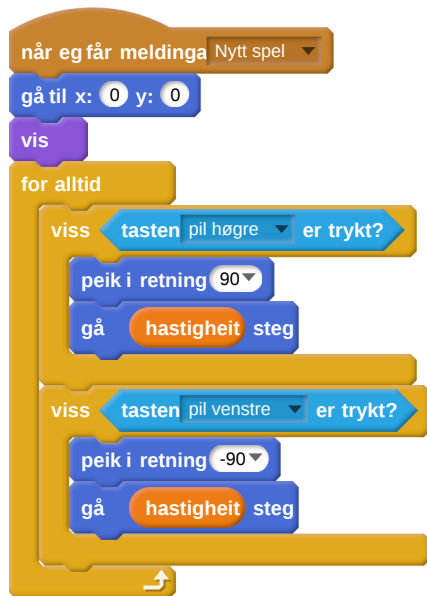 når eg får meldinga Nytt spel
gå til x: 0 y: 0
vis
for alltid
viss tasten pil høgre er trykt?
peik i retning 90
gå hastigheit steg
viss tasten pil venstre er trykt?
peik i retning -90
gå hastigheit steg